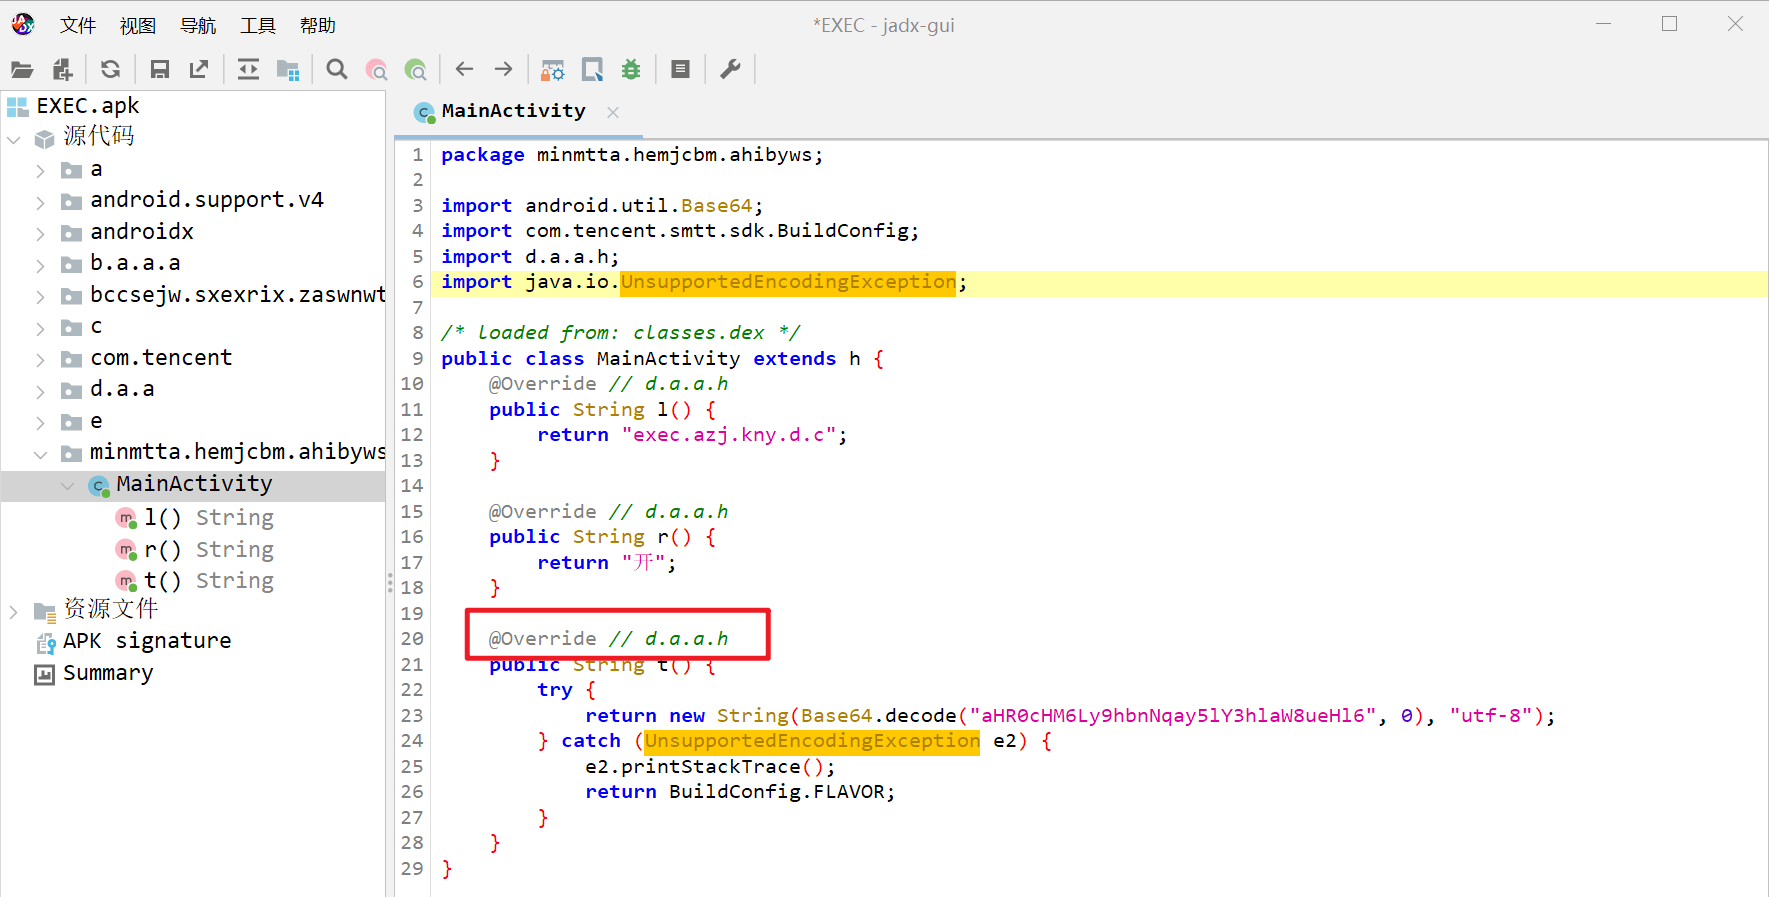 文件 视图 导航 工具 帮助
*EXEC - jadx-gui
EXEC.apk
源代码
a
android.support.v4
androidx
b.a.a.a
bccsejw.sxexrix.zaswnwt
c
com.tencent
d.a.a
e
minmtta.hemjcbm.ahibyws
MainActivity
l() String
r() String
t() String
资源文件
APK signature
Summary
MainActivity
1 package minmtta.hemjcbm.ahibyws;
2
3 import android.util.Base64;
4 import com.tencent.smtt.sdk.BuildConfig;
5 import d.a.a.h;
6 import java.io.UnsupportedEncodingException;
7
8 /* loaded from: classes.dex */
9 public class MainActivity extends h {
10 @Override // d.a.a.h
11 public String l() {
12 return "exec.azj.kny.d.c";
13 }
14
15 @Override // d.a.a.h
16 public String r() {
17 return "开";
18 }
19
20 @Override // d.a.a.h
21 public String t() {
22 try {
23 return new String(Base64.decode("aHR0cHM6Ly9hbnNqay5lY3hlaW8ueHl6", 0), "utf-8");
24 } catch (UnsupportedEncodingException e2) {
25 e2.printStackTrace();
26 return BuildConfig.FLAVOR;
27 }
28 }
29 }